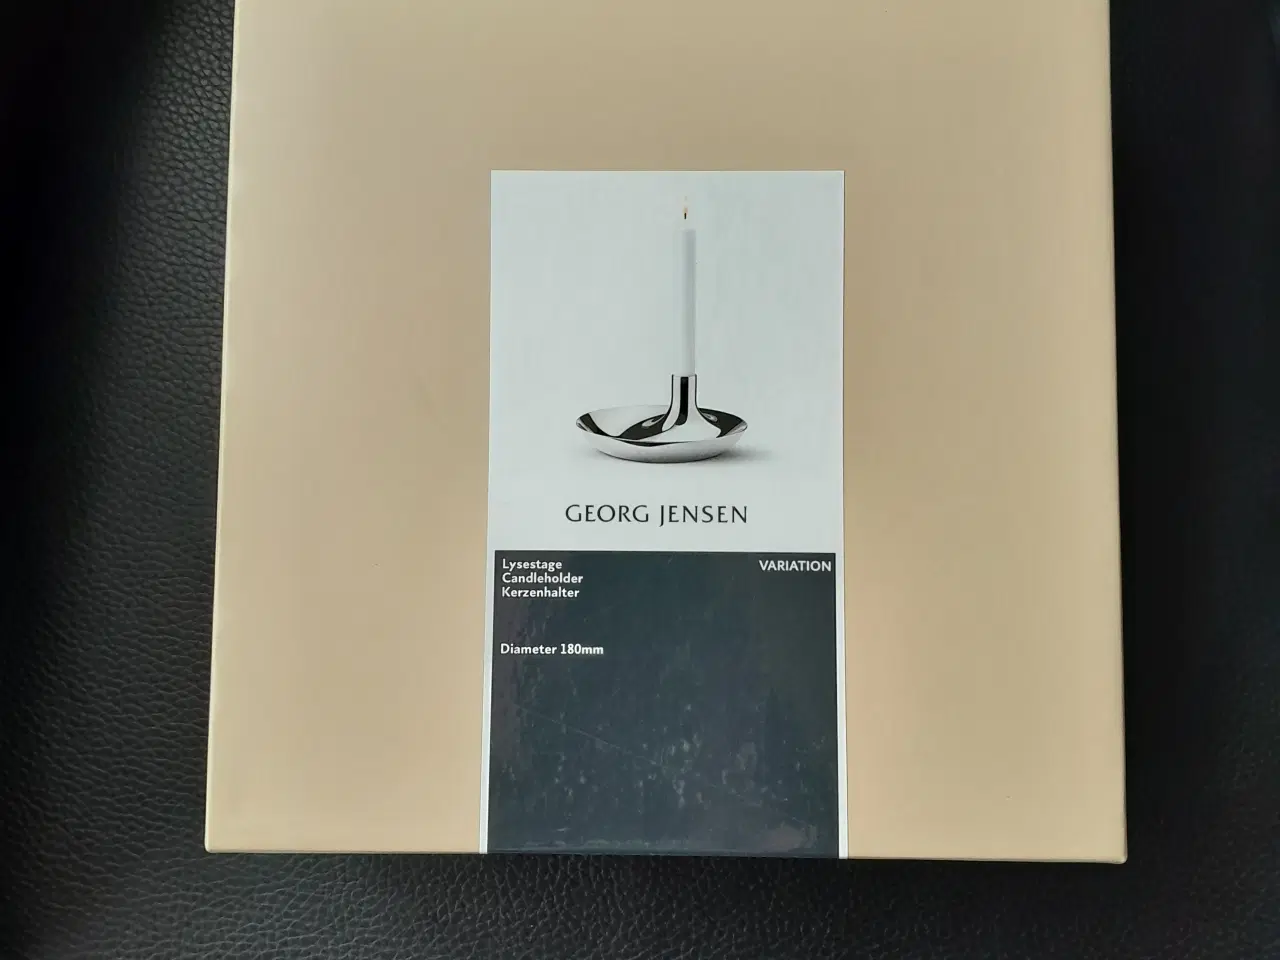 GEORG JENSEN
Lysestage
Candleholder
Kerzenhalter
VARIATION
Diameter 180mm